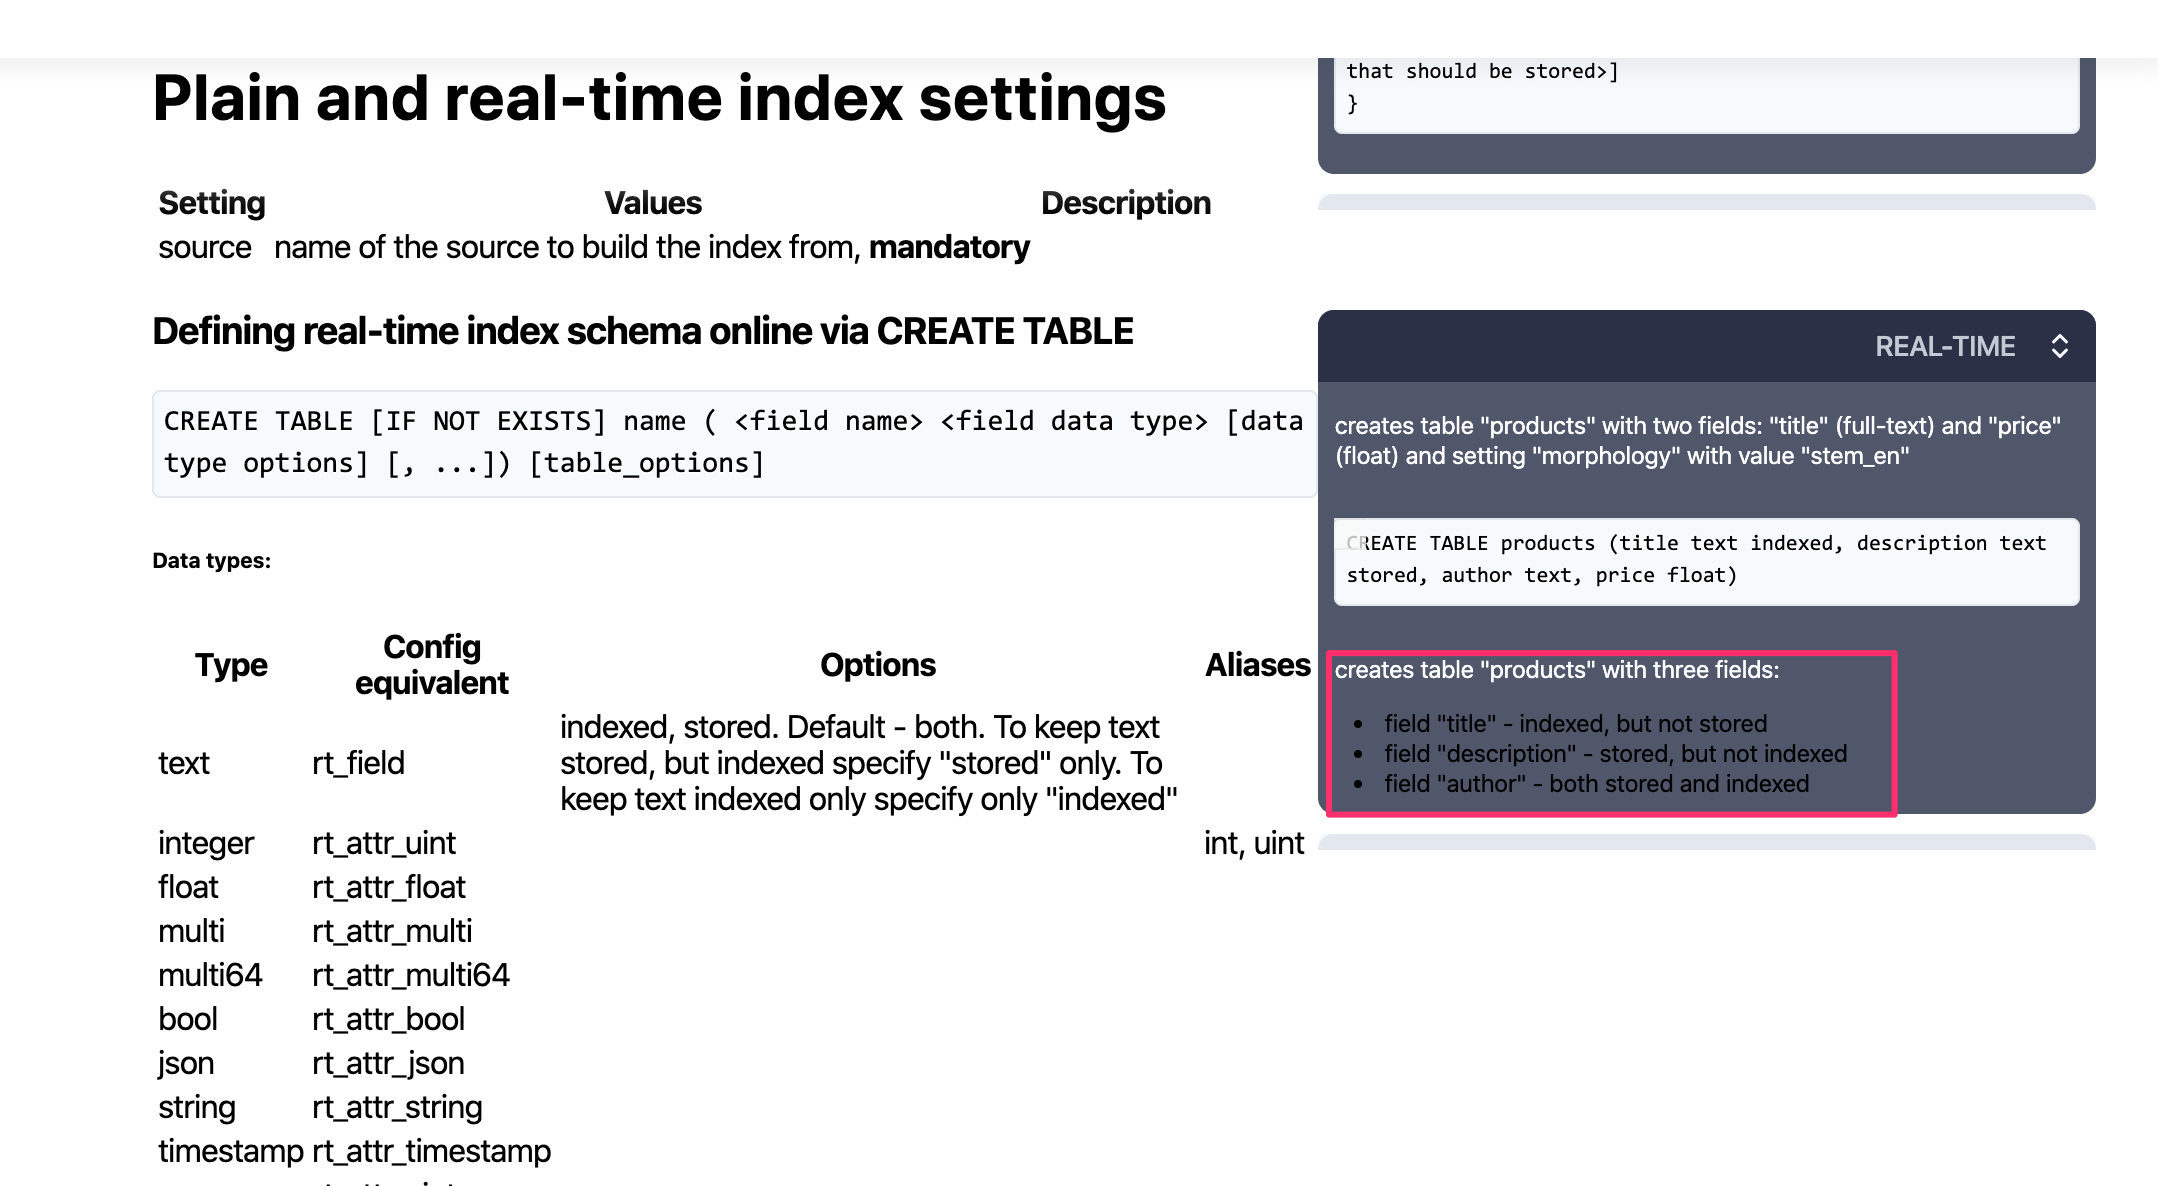 Plain and real-time index settings
Setting Values Description
source name of the source to build the index from, mandatory
Defining real-time index schema online via CREATE TABLE
CREATE TABLE [IF NOT EXISTS] name ( <field name> <field data type> [data
type options] [, ...]) [table_options]
Data types:
Type Config equivalent Options Aliases
text rt_field indexed, stored. Default - both. To keep text
stored, but indexed specify "stored" only. To
keep text indexed only specify only "indexed"
integer rt_attr_uint int, uint
float rt_attr_float
multi rt_attr_multi
multi64 rt_attr_multi64
bool rt_attr_bool
json rt_attr_json
string rt_attr_string
timestamp rt_attr_timestamp
that should be stored>]
}
REAL-TIME
creates table "products" with two fields: "title" (full-text) and "price"
(float) and setting "morphology" with value "stem_en"
CREATE TABLE products (title text indexed, description text
stored, author text, price float)
creates table "products" with three fields:
• field "title" - indexed, but not stored
• field "description" - stored, but not indexed
• field "author" - both stored and indexed